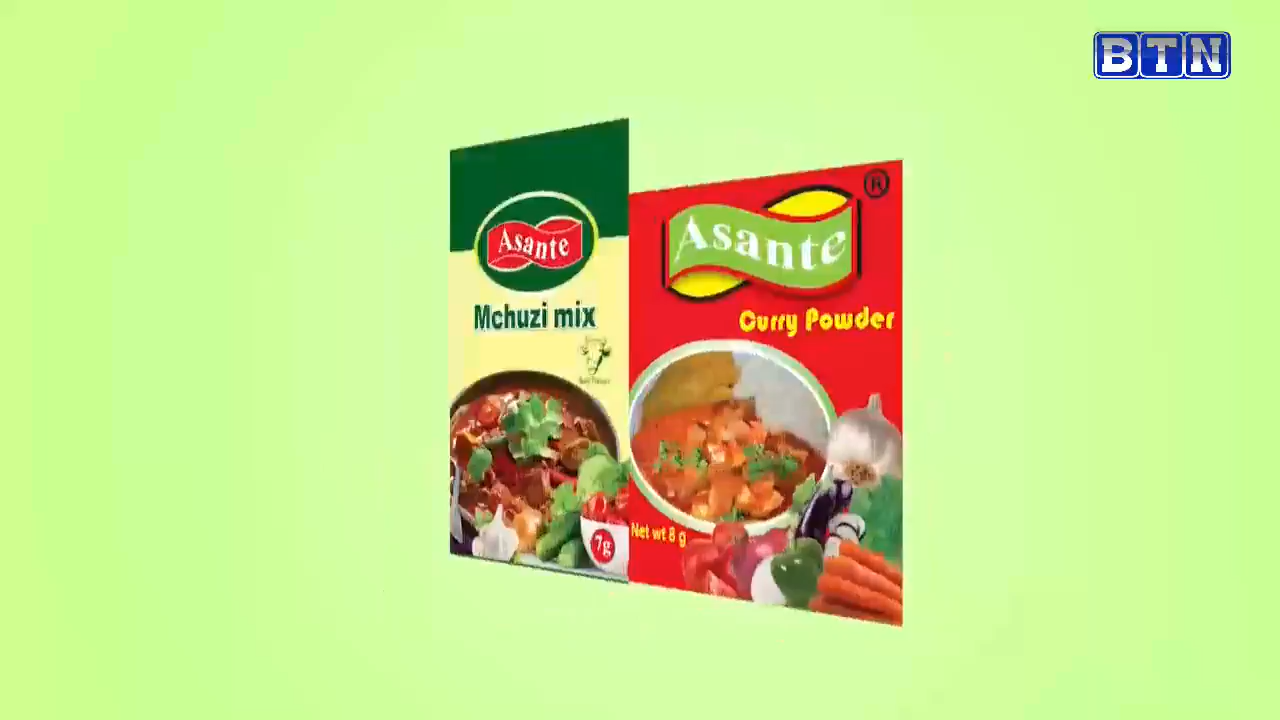 BTN
Asante
Mchuzi mix
7g
Asante
®
Curry Powder
Net wt 8 g